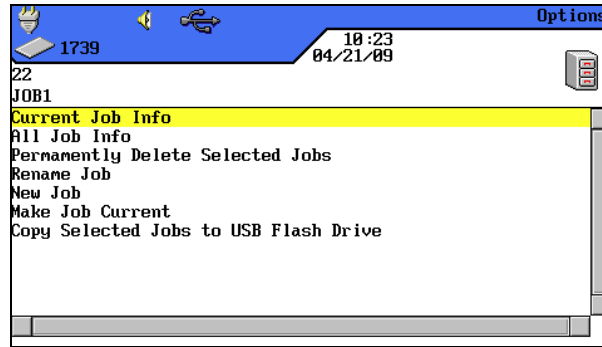 Options
1739
10:23
04/21/09
22
JOB1
Current Job Info
All Job Info
Permamently Delete Selected Jobs
Rename Job
New Job
Make Job Current
Copy Selected Jobs to USB Flash Drive